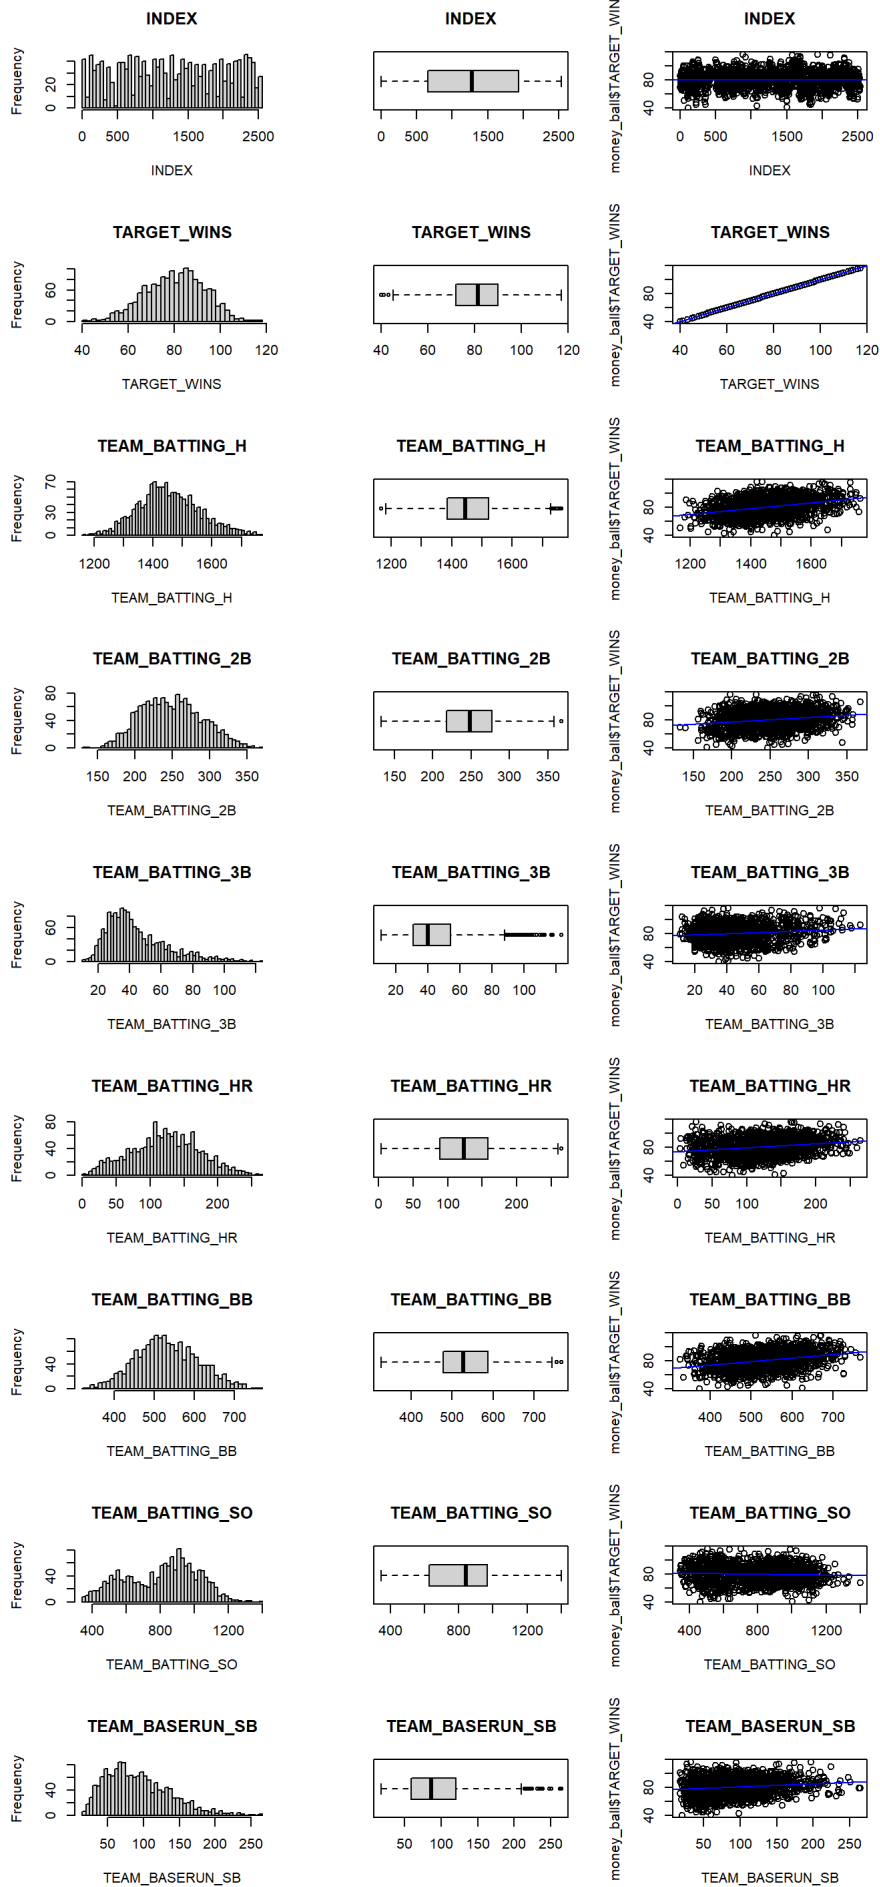 INDEX
Frequency
0 20
0 500 1500 2500
INDEX
INDEX
0 500 1500 2500
INDEX
money_ball$TARGET_WINS
40 80
0 500 1500 2500
INDEX
TARGET_WINS
Frequency
0 60
40 60 80 100 120
TARGET_WINS
TARGET_WINS
40 60 80 100 120
TARGET_WINS
money_ball$TARGET_WINS
40 80
40 60 80 100 120
TARGET_WINS
TEAM_BATTING_H
Frequency
0 30 70
1200 1400 1600
TEAM_BATTING_H
TEAM_BATTING_H
1200 1400 1600
TEAM_BATTING_H
money_ball$TARGET_WINS
40 80
1200 1400 1600
TEAM_BATTING_H
TEAM_BATTING_2B
Frequency
0 40 80
150 200 250 300 350
TEAM_BATTING_2B
TEAM_BATTING_2B
150 200 250 300 350
TEAM_BATTING_2B
money_ball$TARGET_WINS
40 80
150 200 250 300 350
TEAM_BATTING_2B
TEAM_BATTING_3B
Frequency
0 60
20 40 60 80 100
TEAM_BATTING_3B
TEAM_BATTING_3B
20 40 60 80 100
TEAM_BATTING_3B
money_ball$TARGET_WINS
40 80
20 40 60 80 100
TEAM_BATTING_3B
TEAM_BATTING_HR
Frequency
0 40 80
0 50 100 200
TEAM_BATTING_HR
TEAM_BATTING_HR
0 50 100 200
TEAM_BATTING_HR
money_ball$TARGET_WINS
40 80
0 50 100 200
TEAM_BATTING_HR
TEAM_BATTING_BB
Frequency
0 40
400 500 600 700
TEAM_BATTING_BB
TEAM_BATTING_BB
400 500 600 700
TEAM_BATTING_BB
money_ball$TARGET_WINS
40 80
400 500 600 700
TEAM_BATTING_BB
TEAM_BATTING_SO
Frequency
0 40
400 800 1200
TEAM_BATTING_SO
TEAM_BATTING_SO
400 800 1200
TEAM_BATTING_SO
money_ball$TARGET_WINS
40 80
400 800 1200
TEAM_BATTING_SO
TEAM_BASERUN_SB
Frequency
0 40
50 100 150 200 250
TEAM_BASERUN_SB
TEAM_BASERUN_SB
50 100 150 200 250
TEAM_BASERUN_SB
money_ball$TARGET_WINS
40 80
50 100 150 200 250
TEAM_BASERUN_SB